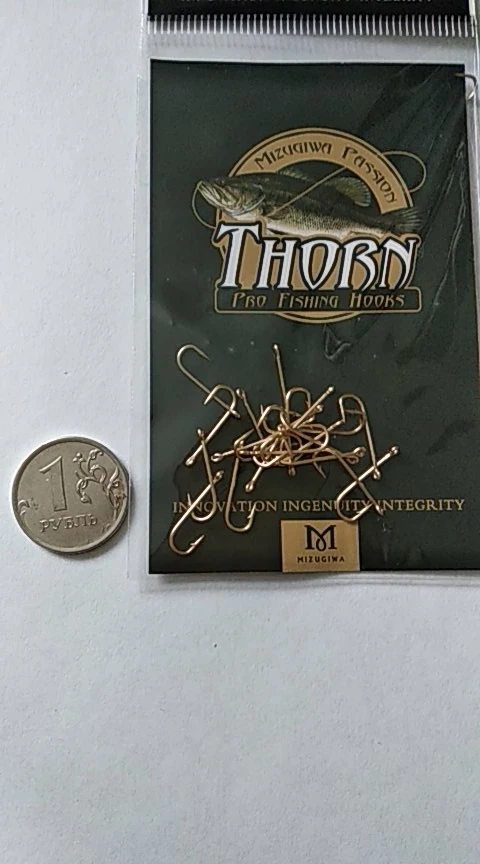 MIZUGIWA PASSION
THORN
PRO FISHING HOOKS
1
РУБЛЬ
INNOVATION INGENUITY INTEGRITY
M
MIZUGIWA